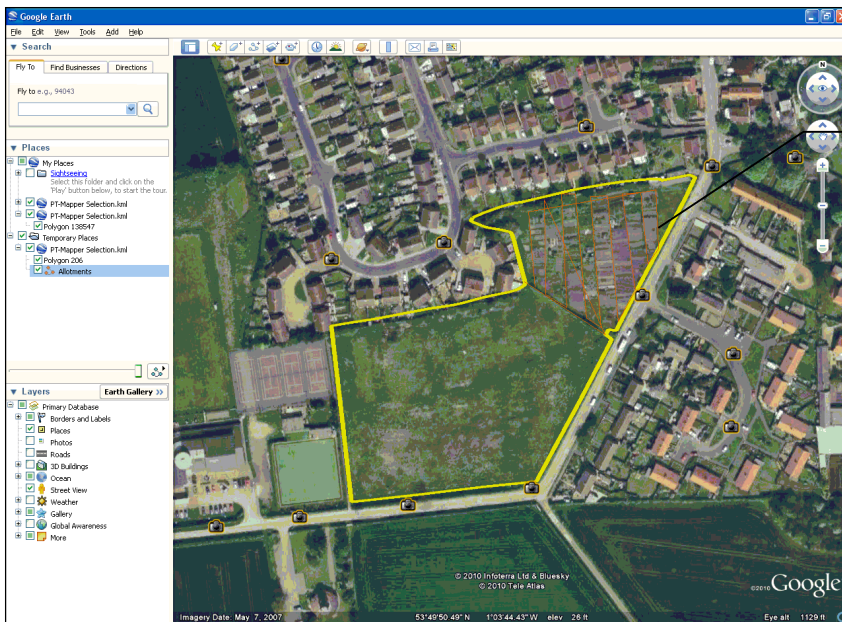 Google Earth
File Edit View Tools Add Help
Search
Fly To Find Businesses Directions
Fly to e.g., 94043
Places
My Places
Sightseeing
Select this folder and click on the
'Play' button below, to start the tour.
PT-Mapper Selection.kml
PT-Mapper Selection.kml
Polygon 138547
Temporary Places
PT-Mapper Selection.kml
Polygon 206
Allotments
Layers Earth Gallery >>
Primary Database
Borders and Labels
Places
Photos
Roads
3D Buildings
Ocean
Street View
Weather
Gallery
Global Awareness
More
N
© 2010 Infoterra Ltd & Bluesky
© 2010 Tele Atlas
©2010 Google
Imagery Date: May 7, 2007 53°49'50.49" N 1°03'44.43" W elev 26 ft Eye alt 1129 ft